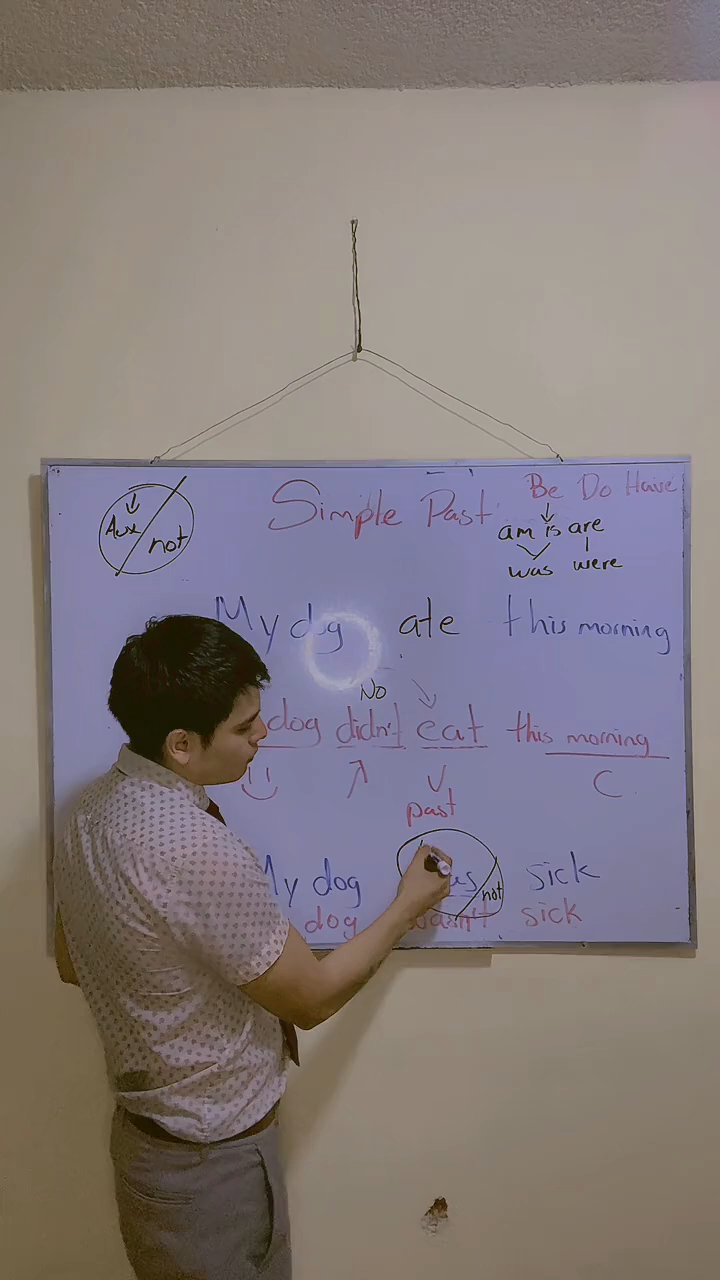 Simple Past
Be Do Have
am is are
was were
Aux / not
My dog ate this morning
No
dog didn't eat this morning
past
C
My dog not sick
dog wasn't sick